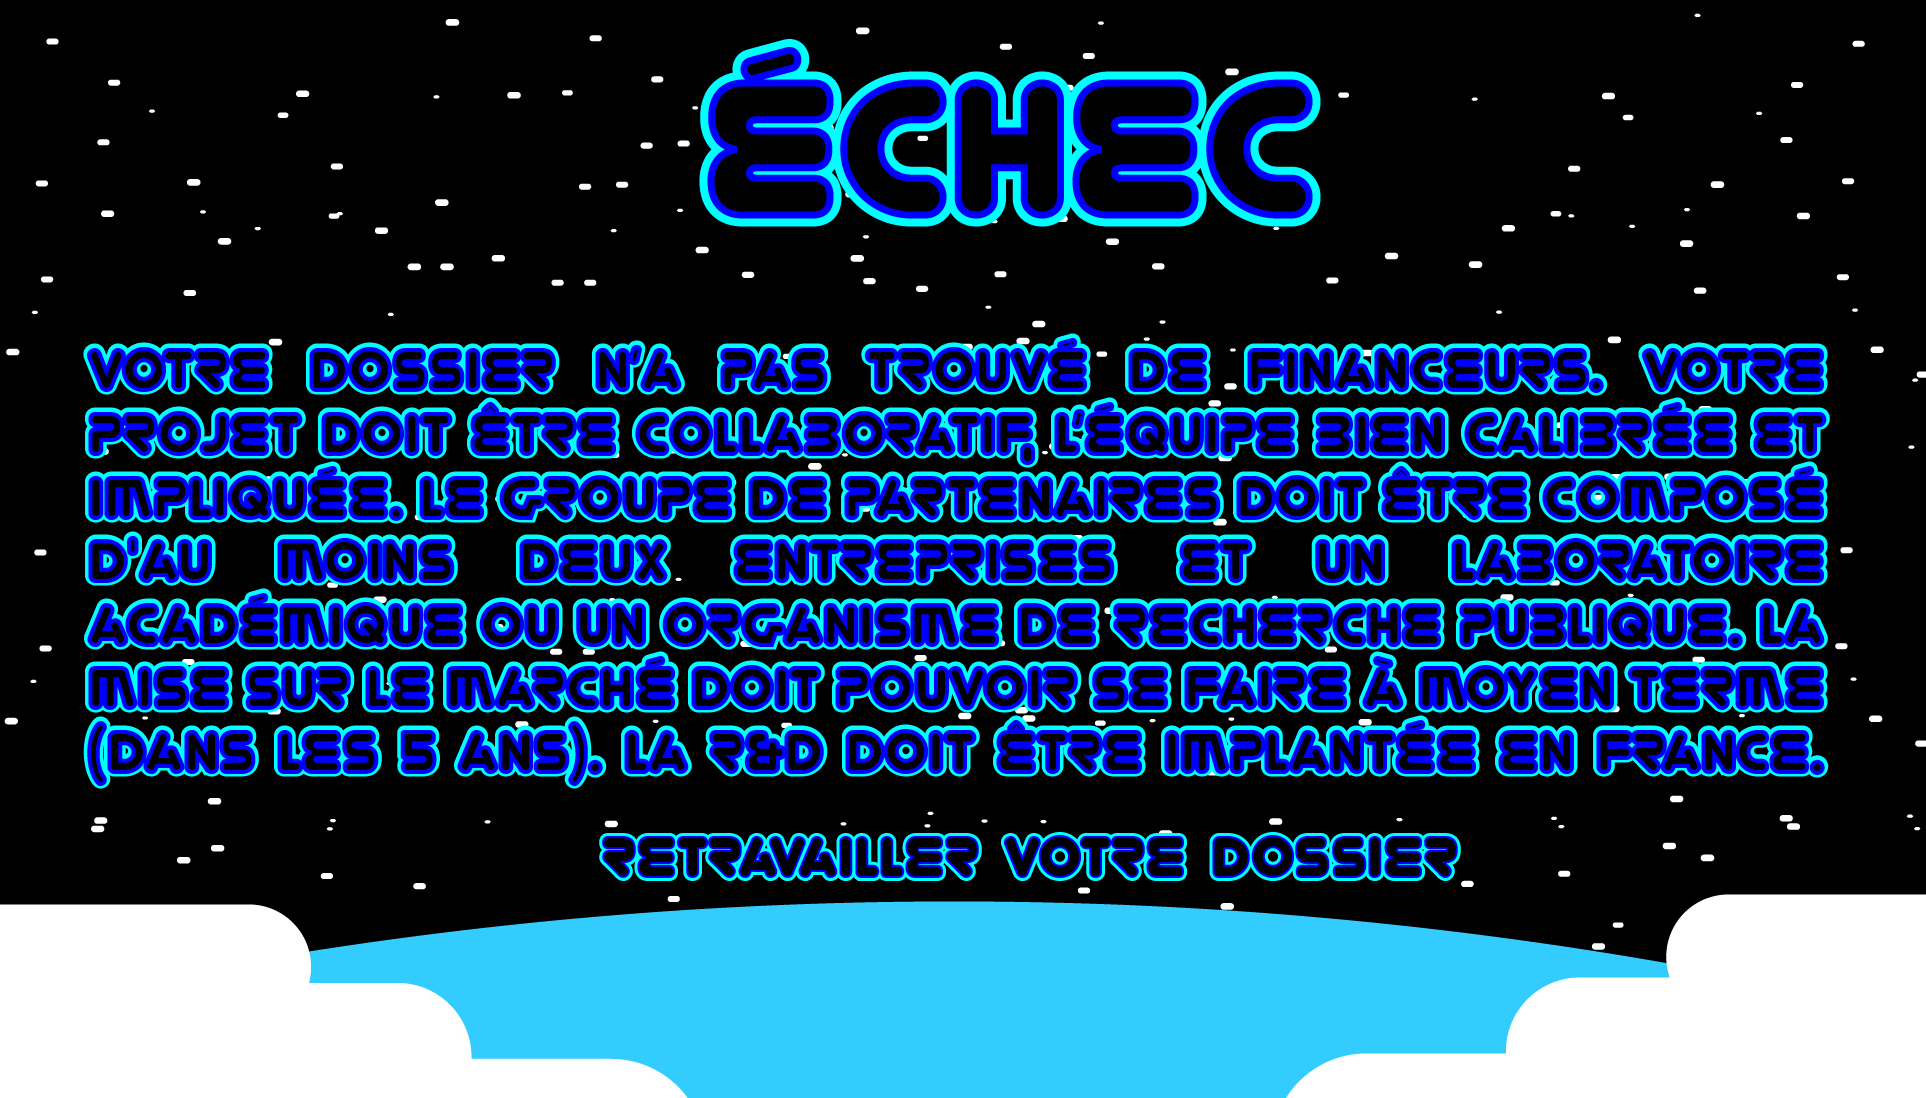 ÉCHEC
VOTRE DOSSIER N'A PAS TROUVÉ DE FINANCEURS. VOTRE
PROJET DOIT ÊTRE COLLABORATIF, L'ÉQUIPE BIEN CALIBRÉE ET
IMPLIQUÉE. LE GROUPE DE PARTENAIRES DOIT ÊTRE COMPOSÉ
D'AU MOINS DEUX ENTREPRISES ET UN LABORATOIRE
ACADÉMIQUE OU UN ORGANISME DE RECHERCHE PUBLIQUE. LA
MISE SUR LE MARCHÉ DOIT POUVOIR SE FAIRE À MOYEN TERME
(DANS LES 5 ANS). LA R&D DOIT ÊTRE IMPLANTÉE EN FRANCE.
RETRAVAILLER VOTRE DOSSIER